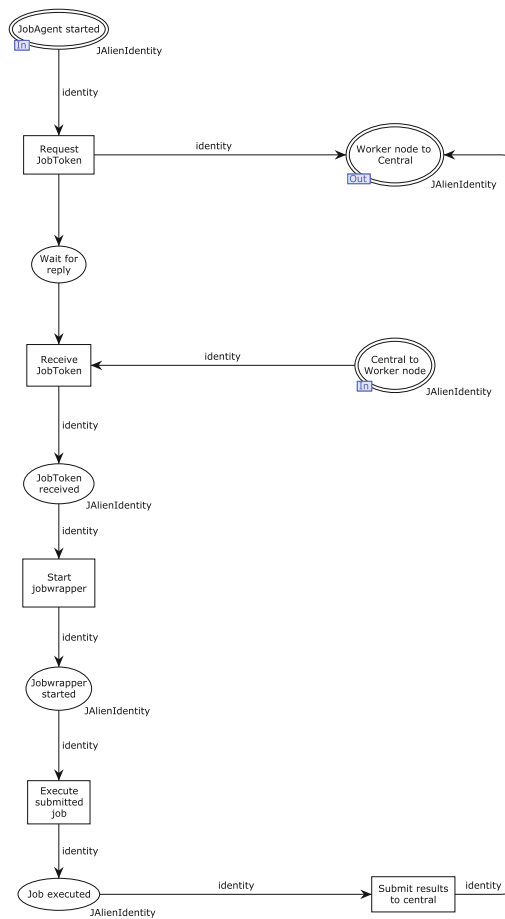 JobAgent started
In
JAlienIdentity
identity
Request
JobToken
identity
Worker node to
Central
Out
JAlienIdentity
Wait for
reply
Receive
JobToken
identity
Central to
Worker node
In
JAlienIdentity
identity
JobToken
received
JAlienIdentity
identity
Start
jobwrapper
identity
Jobwrapper
started
JAlienIdentity
identity
Execute
submitted
job
identity
Job executed
JAlienIdentity
identity
Submit results
to central
identity